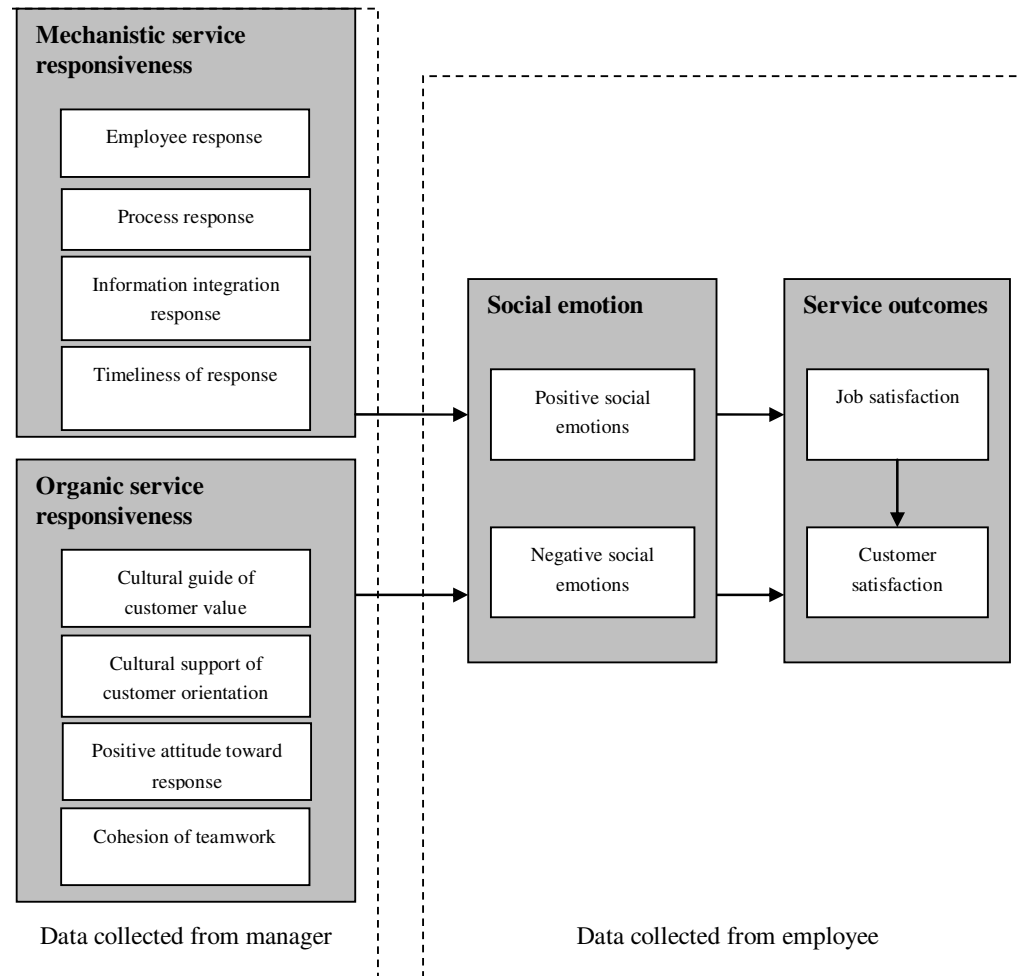 Mechanistic service
responsiveness
Employee response
Process response
Information integration
response
Timeliness of response
Organic service
responsiveness
Cultural guide of
customer value
Cultural support of
customer orientation
Positive attitude toward
response
Cohesion of teamwork
Data collected from manager
Social emotion
Positive social
emotions
Negative social
emotions
Service outcomes
Job satisfaction
Customer
satisfaction
Data collected from employee